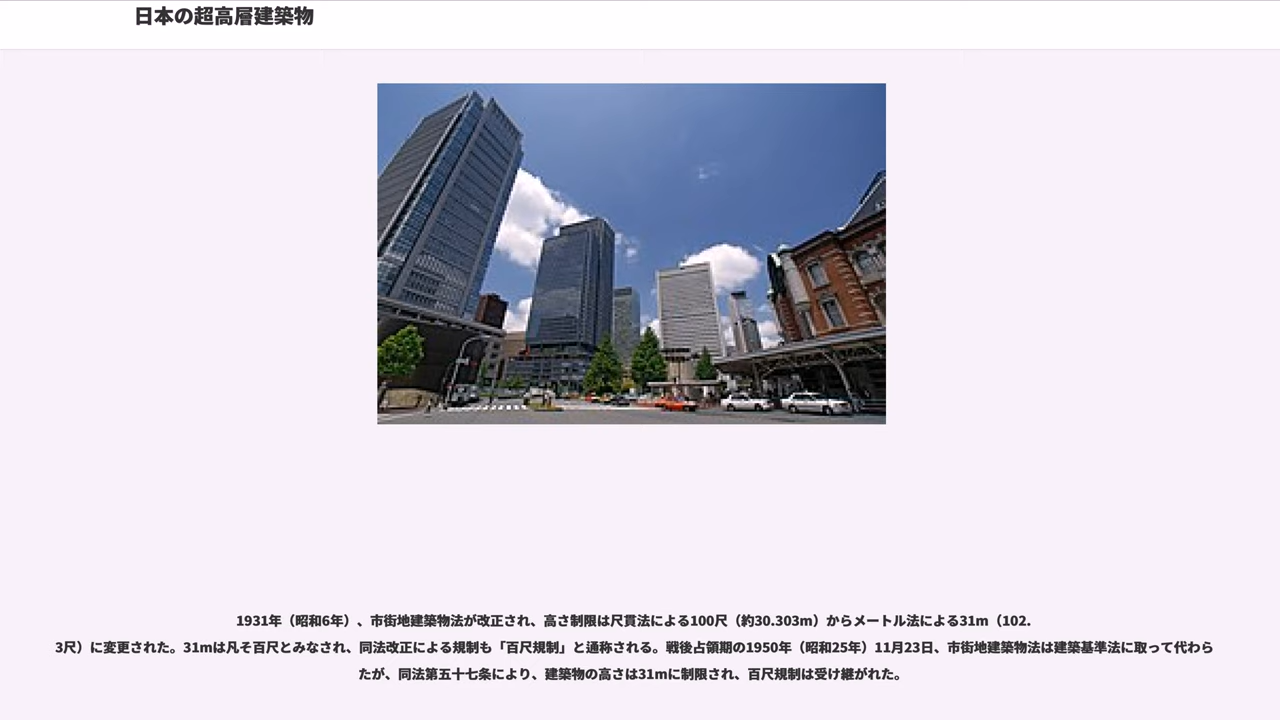 日本の超高層建築物
1931年（昭和6年）、市街地建築物法が改正され、高さ制限は尺貫法による100尺（約30.303m）からメートル法による31m（102.
3尺）に変更された。31mは凡そ百尺とみなされ、同法改正による規制も「百尺規制」と通称される。戦後占領期の1950年（昭和25年）11月23日、市街地建築物法は建築基準法に取って代わら
たが、同法第五十七条により、建築物の高さは31mに制限され、百尺規制は受け継がれた。